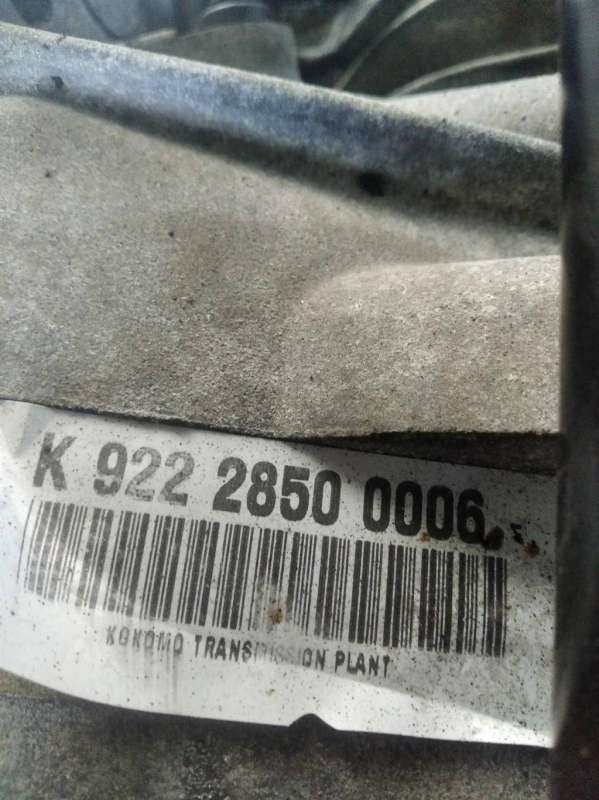 K 922 2850 0006
KOKOMO TRANSMISSION PLANT